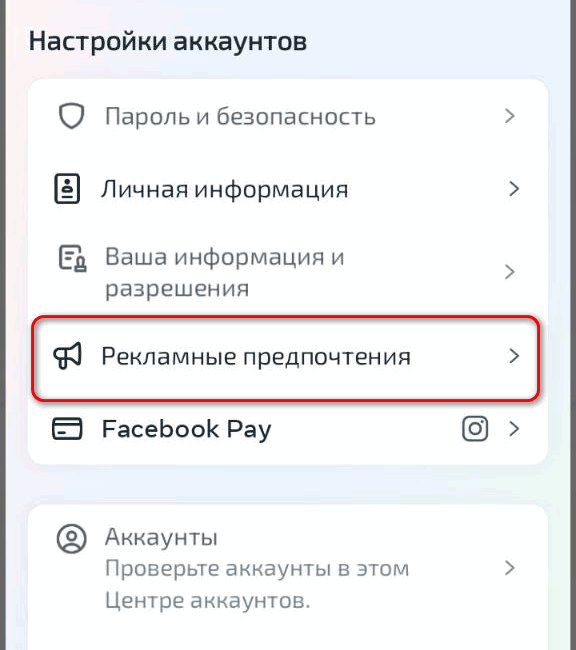 Настройки аккаунтов
Пароль и безопасность
Личная информация
Ваша информация и
разрешения
Рекламные предпочтения
Facebook Pay
Аккаунты
Проверьте аккаунты в этом
Центре аккаунтов.